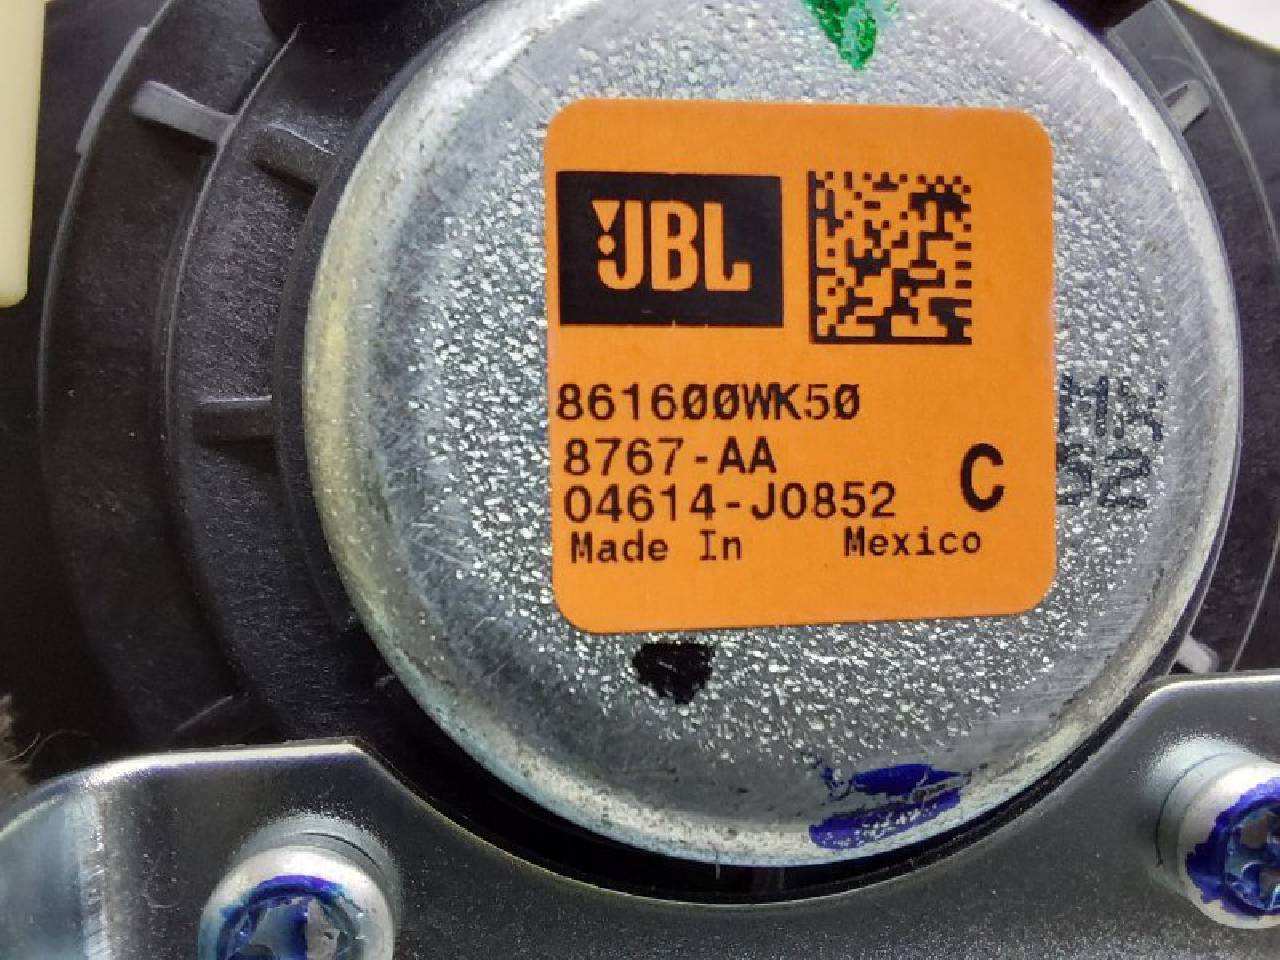 JBL
861600WK50
8767-AA
04614-J0852 C
Made In Mexico